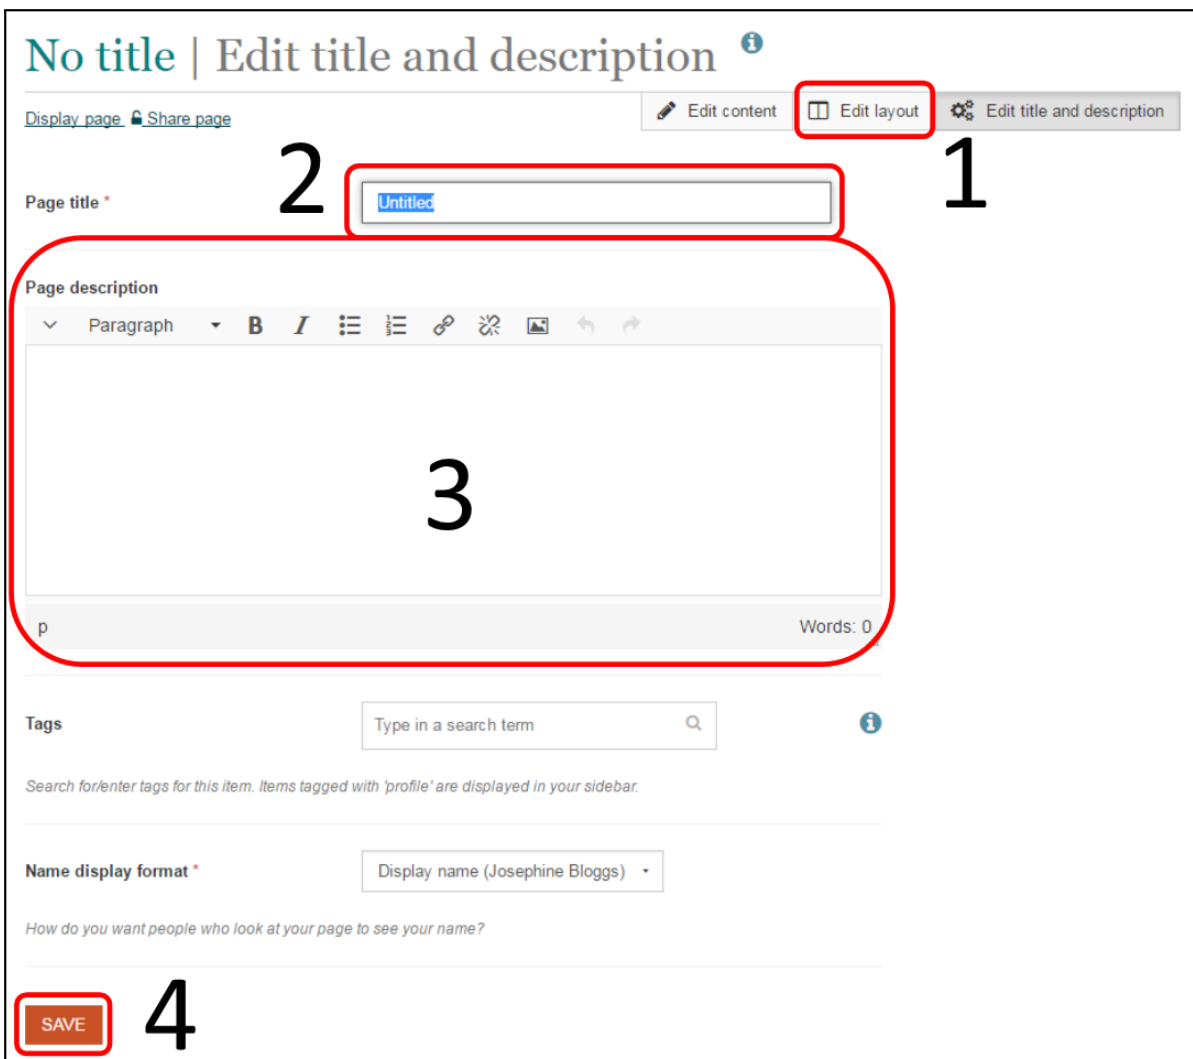 No title | Edit title and description
Display page Share page
Edit content
Edit layout
Edit title and description
1
2
Page title *
Untitled
Page description
Paragraph
B
I
3
p
Words: 0
Tags
Type in a search term
Search for/enter tags for this item. Items tagged with 'profile' are displayed in your sidebar.
Name display format *
Display name (Josephine Bloggs)
How do you want people who look at your page to see your name?
SAVE
4